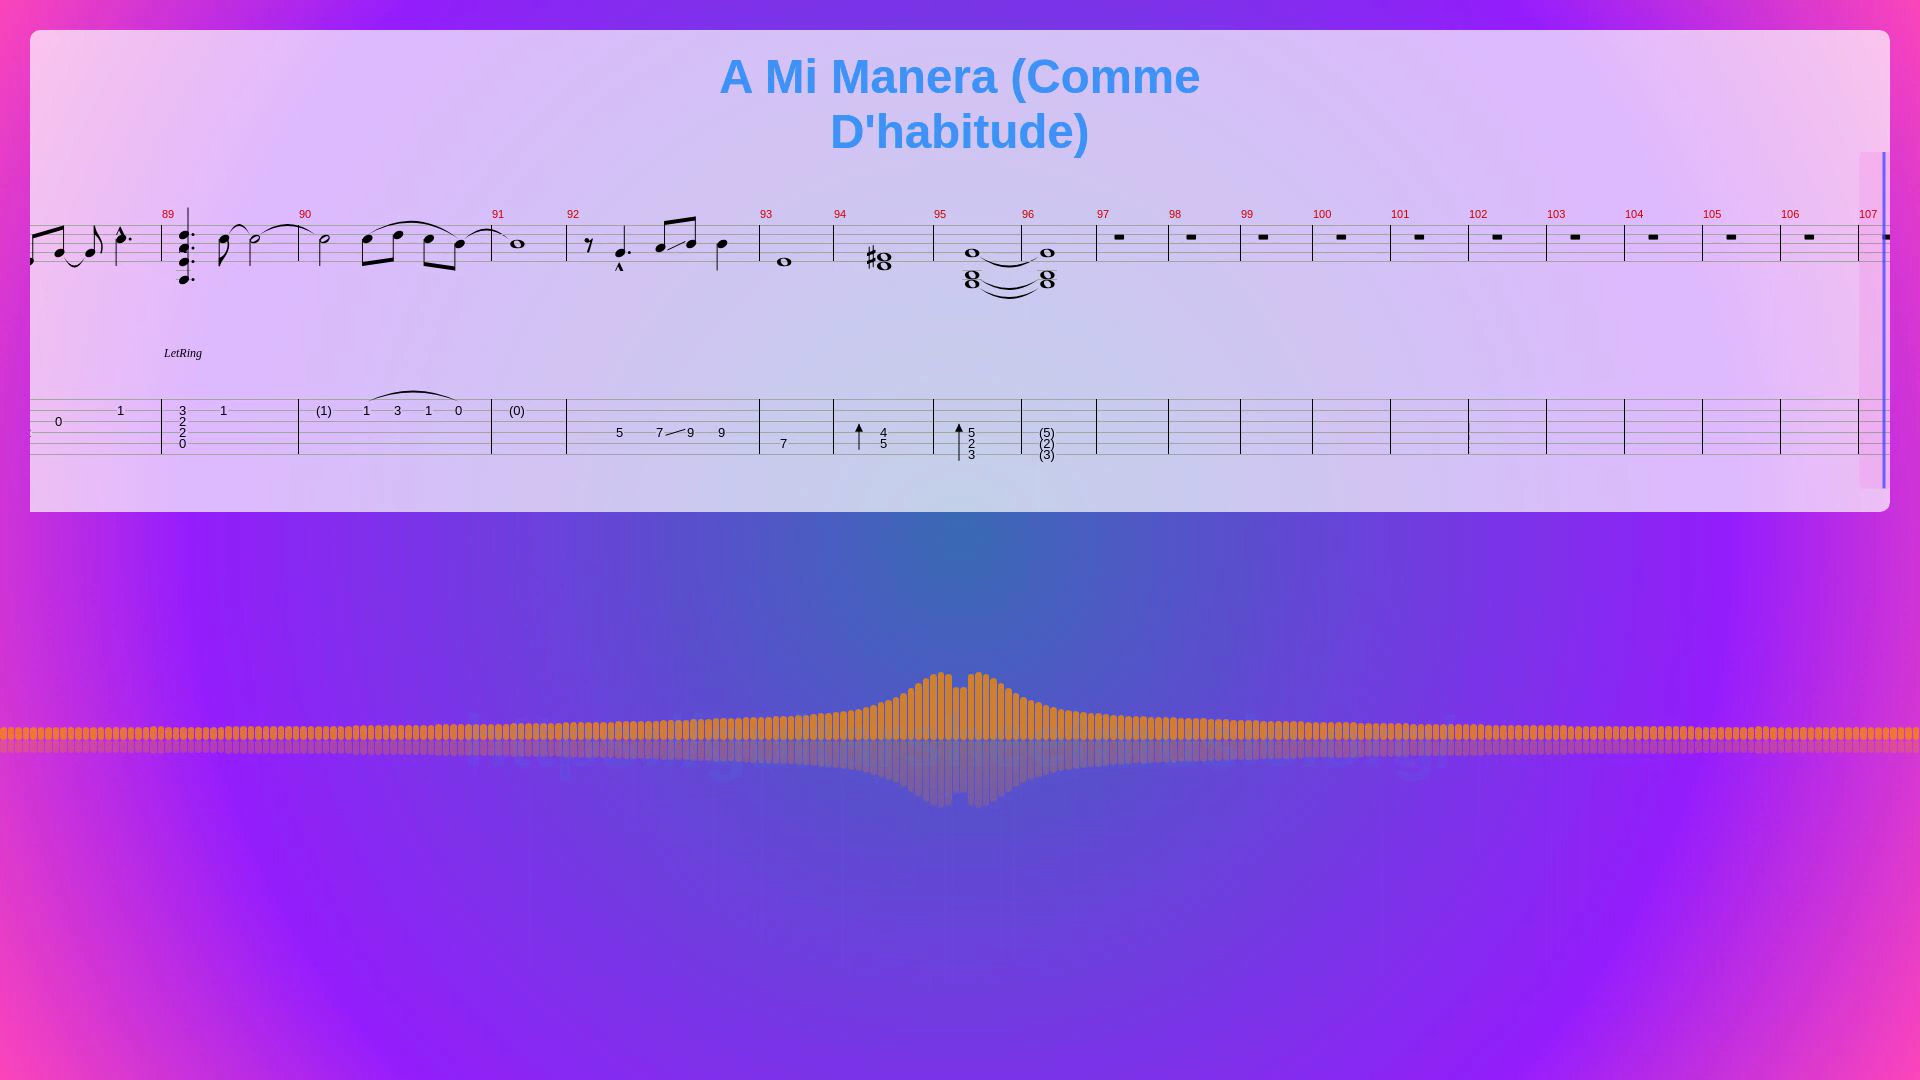 A Mi Manera (Comme
D'habitude)
89 90 91 92 93 94 95 96 97 98 99 100 101 102 103 104 105 106 107
LetRing
3 1 (1) 1 3 1 0 (0)
0 1 2
2 5 7 9 9 4 5 (5)
0 7 5 2 (2)
3 (3)